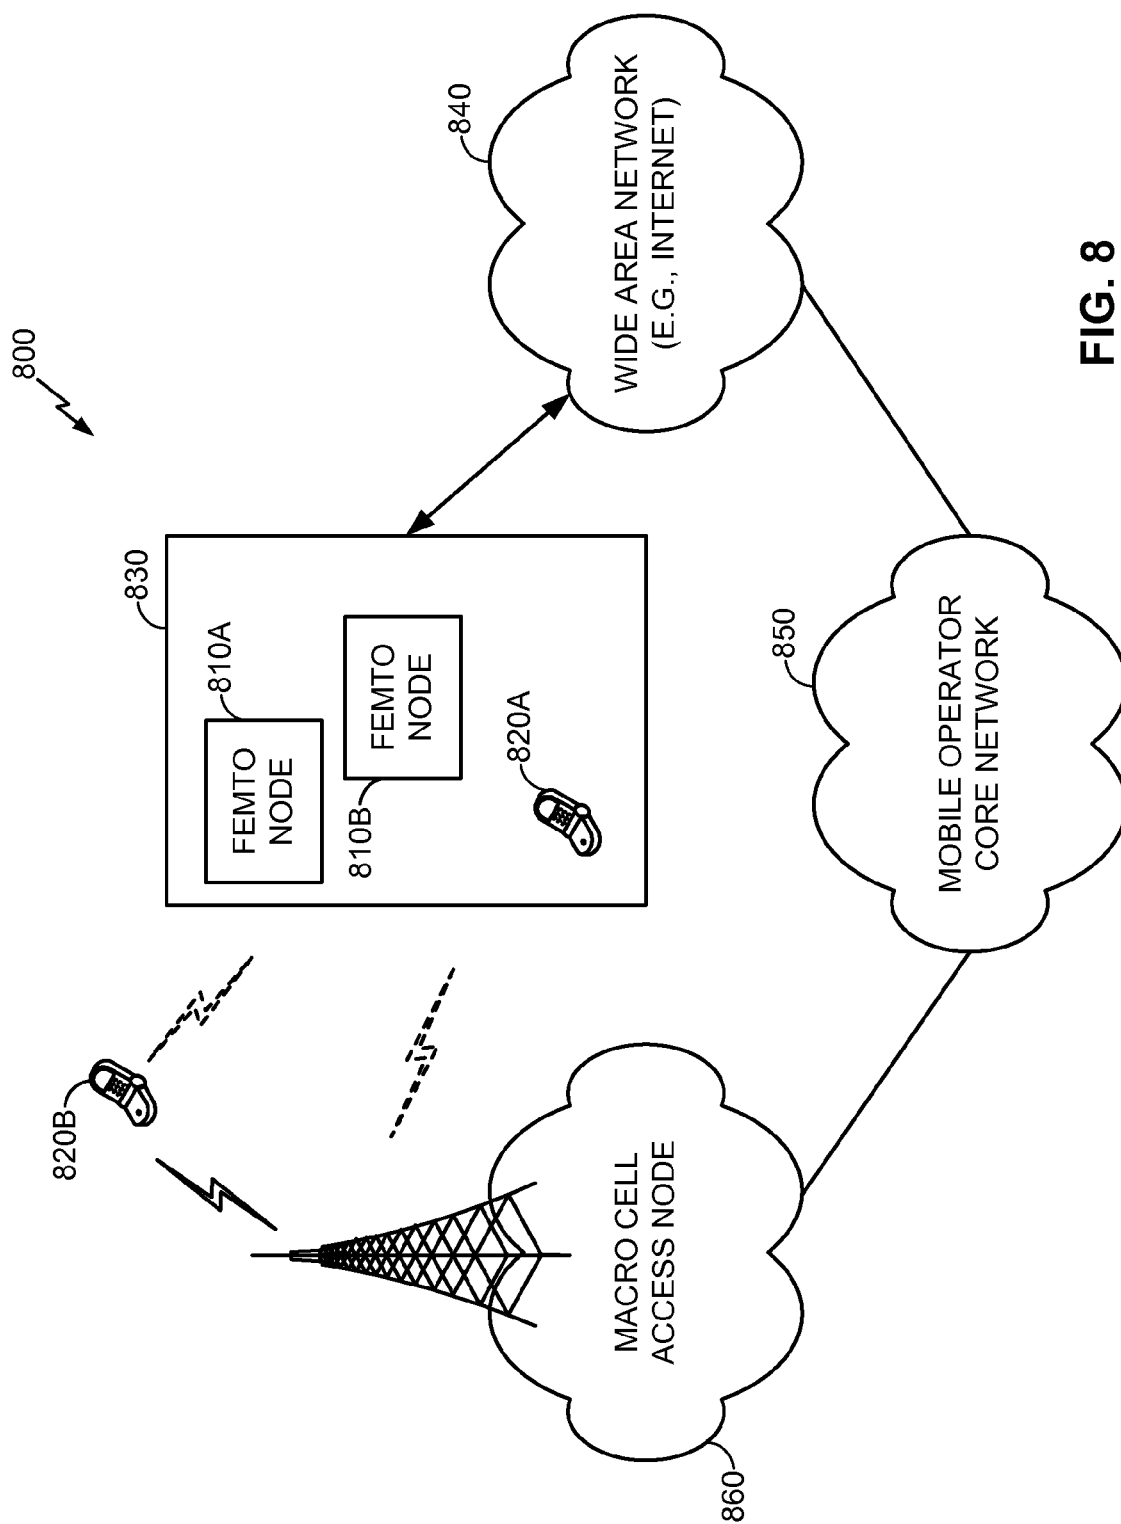 800
820B
830
FEMTO
NODE
810A
FEMTO
NODE
810B
820A
840
WIDE AREA NETWORK
(E.G., INTERNET)
MACRO CELL
ACCESS NODE
860
850
MOBILE OPERATOR
CORE NETWORK
FIG. 8